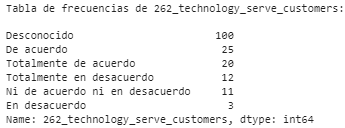 Tabla de frecuencias de 262_technology_serve_customers:
Desconocido 100
De acuerdo 25
Totalmente de acuerdo 20
Totalmente en desacuerdo 12
Ni de acuerdo ni en desacuerdo 11
En desacuerdo 3
Name: 262_technology_serve_customers, dtype: int64